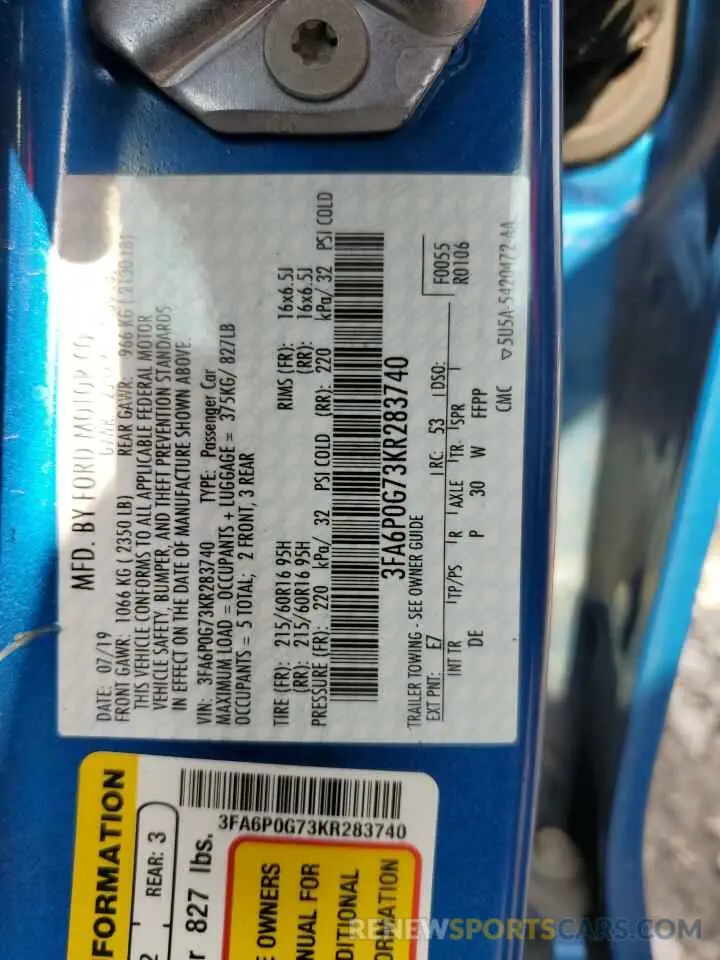 MFD. BY FORD MOTOR CO.
DATE: 07/19
FRONT GAWR: 1066 KG ( 2350 LB) REAR GAWR: 966 KG ( 2130 LB)
THIS VEHICLE CONFORMS TO ALL APPLICABLE FEDERAL MOTOR
VEHICLE SAFETY, BUMPER, AND THEFT PREVENTION STANDARDS
IN EFFECT ON THE DATE OF MANUFACTURE SHOWN ABOVE.
VIN: 3FA6P0G73KR283740 TYPE: Passenger Car
MAXIMUM LOAD = OCCUPANTS + LUGGAGE = 375KG/ 827LB
OCCUPANTS = 5 TOTAL; 2 FRONT, 3 REAR
TIRE (FR): 215/60R16 95H RIMS (FR): 16x6.5J
(RR): 215/60R16 95H (RR): 16x6.5J
PRESSURE (FR): 220 kPa/ 32 PSI COLD (RR): 220 kPa/ 32 PSI COLD
3FA6P0G73KR283740
TRAILER TOWING - SEE OWNER GUIDE F0055
EXT PNT: E7 RC: 53 DSO: R0106
INT TR TP/PS R AXLE TR SPR
DE P 30 W FFPP
CMC ▽5U5A-5420472-AA
FORMATION
3FA6P0G73KR283740
2 REAR: 3
r 827 lbs.
E OWNERS
NUAL FOR
DITIONAL
ORMATION
RENEWSPORTSCARS.COM